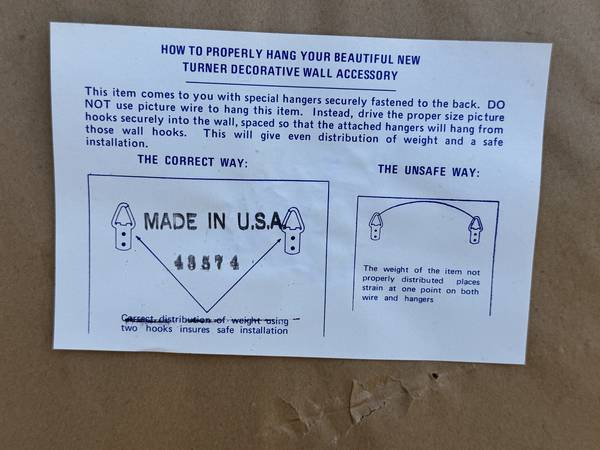 HOW TO PROPERLY HANG YOUR BEAUTIFUL NEW
TURNER DECORATIVE WALL ACCESSORY
This item comes to you with special hangers securely fastened to the back. DO
NOT use picture wire to hang this item. Instead, drive the proper size picture
hooks securely into the wall, spaced so that the attached hangers will hang from
those wall hooks. This will give even distribution of weight and a safe
installation.
THE CORRECT WAY:
MADE IN U.S.A.
43574
Correct distribution of weight using
two hooks insures safe installation
THE UNSAFE WAY:
The weight of the item not
properly distributed places
strain at one point on both
wire and hangers